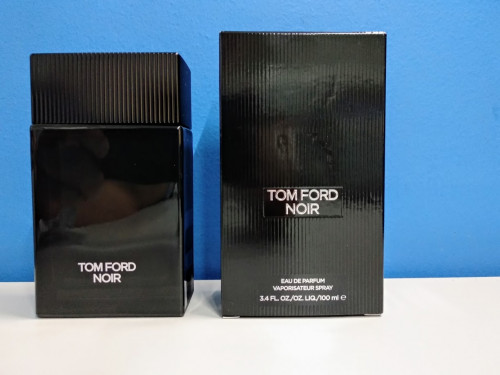 TOM FORD
NOIR
TOM FORD
NOIR
EAU DE PARFUM
VAPORISATEUR SPRAY
3.4 FL. OZ./OZ. LIQ./100 ml ℮